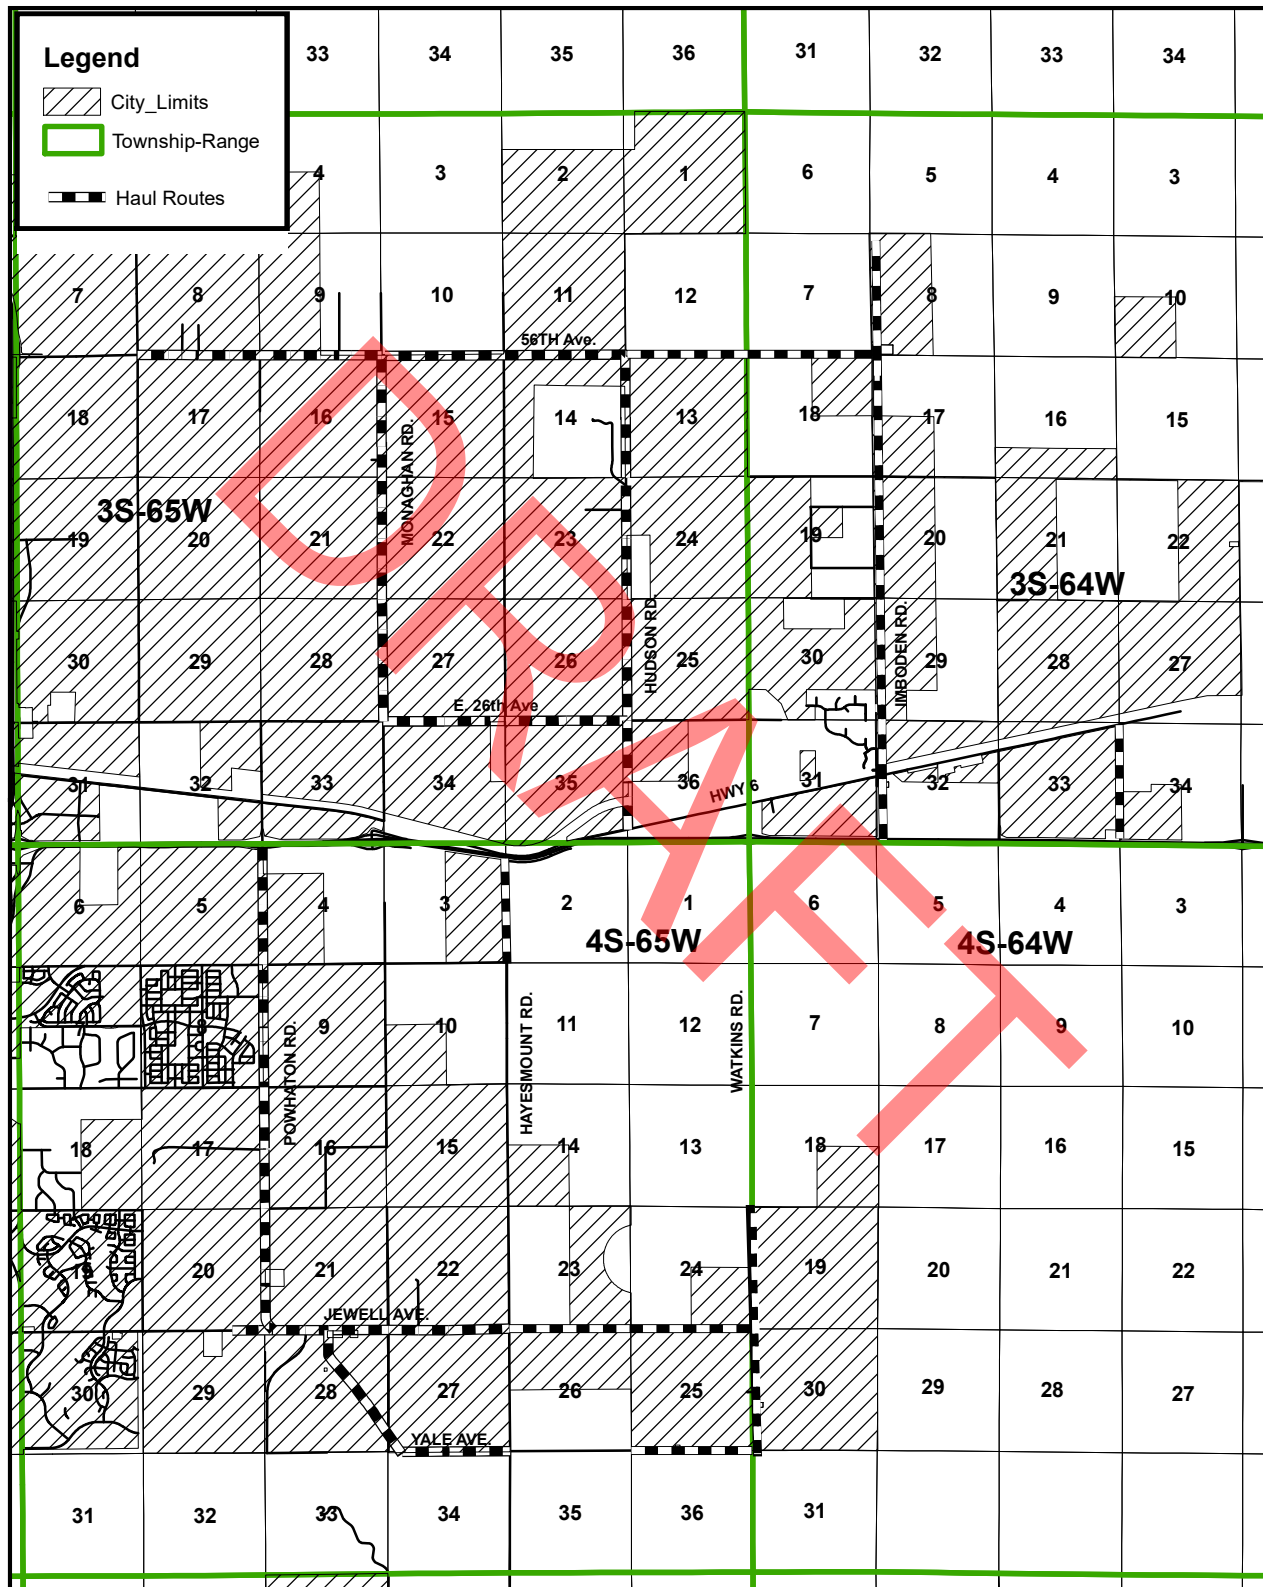 Legend
City_Limits
Township-Range
Haul Routes
33 34 35 36 31 32 33 34
4 3 2 1 6 5 4 3
7 8 9 10 11 12 7 8 9 10
56TH Ave.
18 17 16 15 14 13 18 17 16 15
MONAGHAN RD.
3S-65W
19 20 21 22 23 24 19 20 21 22
3S-64W
HUDSON RD.
IMBODEN RD.
30 29 28 27 26 25 30 29 28 27
E. 26th Ave
31 32 33 34 35 36 31 32 33 34
HWY 6
6 5 4 3 2 1 6 5 4 3
4S-65W 4S-64W
7 8 9 10 11 12 7 8 9 10
POWHATON RD.
HAYESMOUNT RD.
WATKINS RD.
18 17 16 15 14 13 18 17 16 15
19 20 21 22 23 24 19 20 21 22
JEWELL AVE.
30 29 28 27 26 25 30 29 28 27
YALE AVE.
31 32 33 34 35 36 31
DRAFT